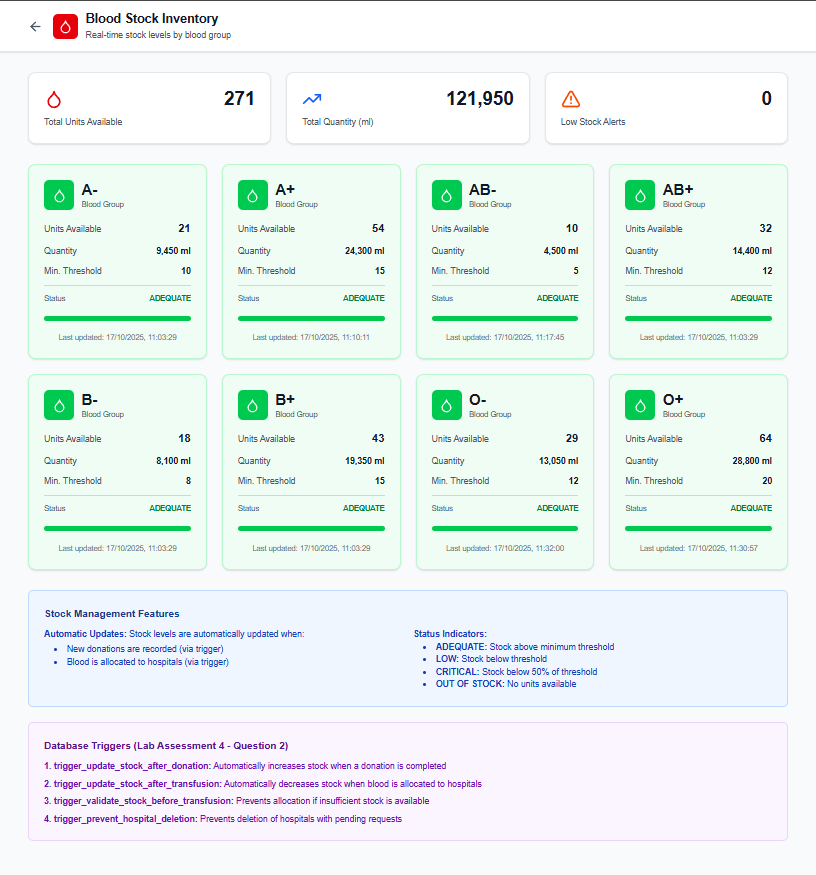 Blood Stock Inventory
Real-time stock levels by blood group
271
Total Units Available
121,950
Total Quantity (ml)
0
Low Stock Alerts
A-
Blood Group
Units Available 21
Quantity 9,450 ml
Min. Threshold 10
Status ADEQUATE
Last updated: 17/10/2025, 11:03:29
A+
Blood Group
Units Available 54
Quantity 24,300 ml
Min. Threshold 15
Status ADEQUATE
Last updated: 17/10/2025, 11:10:11
AB-
Blood Group
Units Available 10
Quantity 4,500 ml
Min. Threshold 5
Status ADEQUATE
Last updated: 17/10/2025, 11:17:45
AB+
Blood Group
Units Available 32
Quantity 14,400 ml
Min. Threshold 12
Status ADEQUATE
Last updated: 17/10/2025, 11:03:29
B-
Blood Group
Units Available 18
Quantity 8,100 ml
Min. Threshold 8
Status ADEQUATE
Last updated: 17/10/2025, 11:03:29
B+
Blood Group
Units Available 43
Quantity 19,350 ml
Min. Threshold 15
Status ADEQUATE
Last updated: 17/10/2025, 11:03:29
O-
Blood Group
Units Available 29
Quantity 13,050 ml
Min. Threshold 12
Status ADEQUATE
Last updated: 17/10/2025, 11:32:00
O+
Blood Group
Units Available 64
Quantity 28,800 ml
Min. Threshold 20
Status ADEQUATE
Last updated: 17/10/2025, 11:30:57
Stock Management Features
Automatic Updates: Stock levels are automatically updated when:
• New donations are recorded (via trigger)
• Blood is allocated to hospitals (via trigger)
Status Indicators:
• ADEQUATE: Stock above minimum threshold
• LOW: Stock below threshold
• CRITICAL: Stock below 50% of threshold
• OUT OF STOCK: No units available
Database Triggers (Lab Assessment 4 - Question 2)
1. trigger_update_stock_after_donation: Automatically increases stock when a donation is completed
2. trigger_update_stock_after_transfusion: Automatically decreases stock when blood is allocated to hospitals
3. trigger_validate_stock_before_transfusion: Prevents allocation if insufficient stock is available
4. trigger_prevent_hospital_deletion: Prevents deletion of hospitals with pending requests